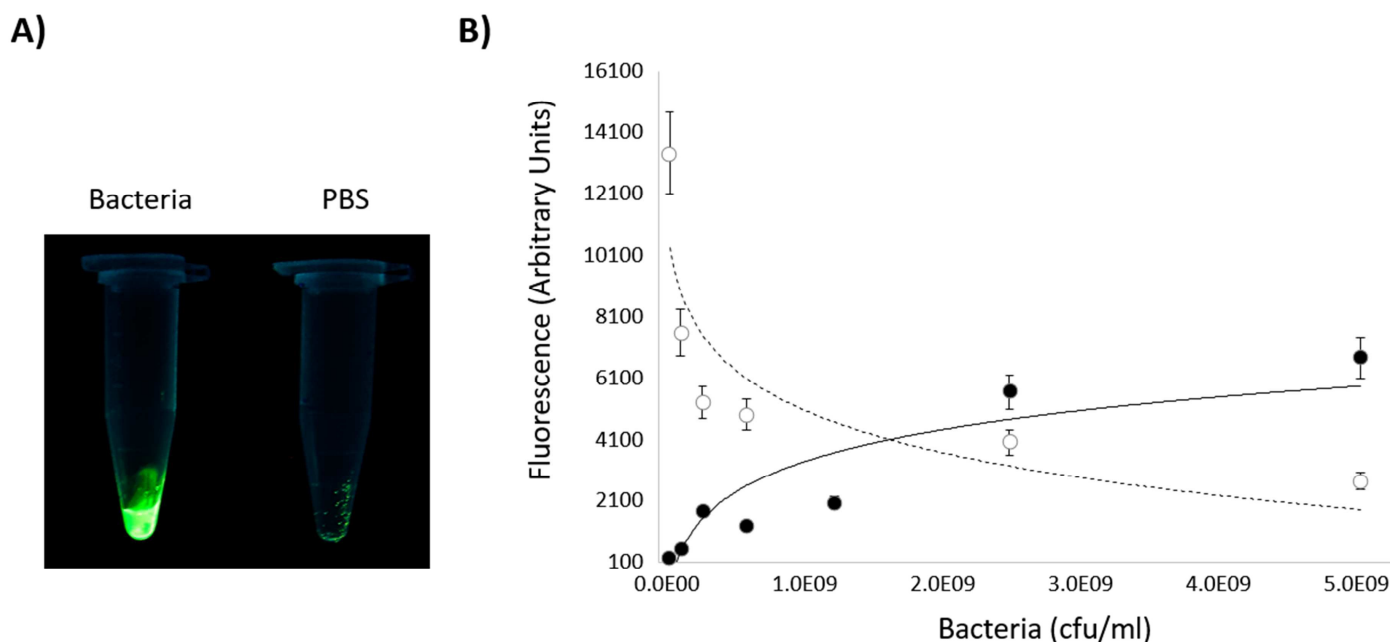 A)
B)
Bacteria PBS
Fluorescence (Arbitrary Units)
16100
14100
12100
10100
8100
6100
4100
2100
100
0.0E00 1.0E09 2.0E09 3.0E09 4.0E09 5.0E09
Bacteria (cfu/ml)